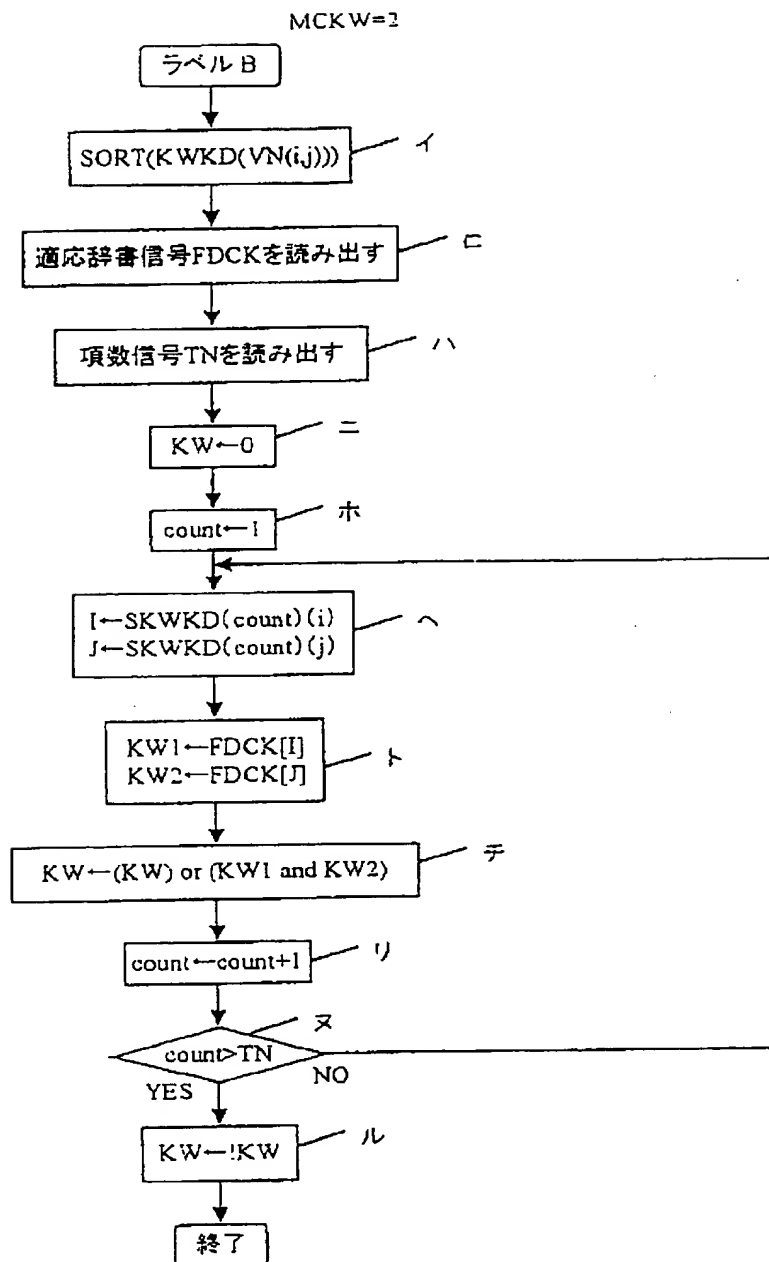 MCKW=2
ラベル B
SORT(KWKD(VN(i,j)))
イ
適応辞書信号FDCKを読み出す
ロ
項数信号TNを読み出す
ハ
KW←0
ニ
count←1
ホ
I←SKWKD(count)(i)
J←SKWKD(count)(j)
ヘ
KW1←FDCK[I]
KW2←FDCK[J]
ト
KW←(KW) or (KW1 and KW2)
チ
count←count+1
リ
ヌ
count>TN
YES
NO
KW←!KW
ル
終了